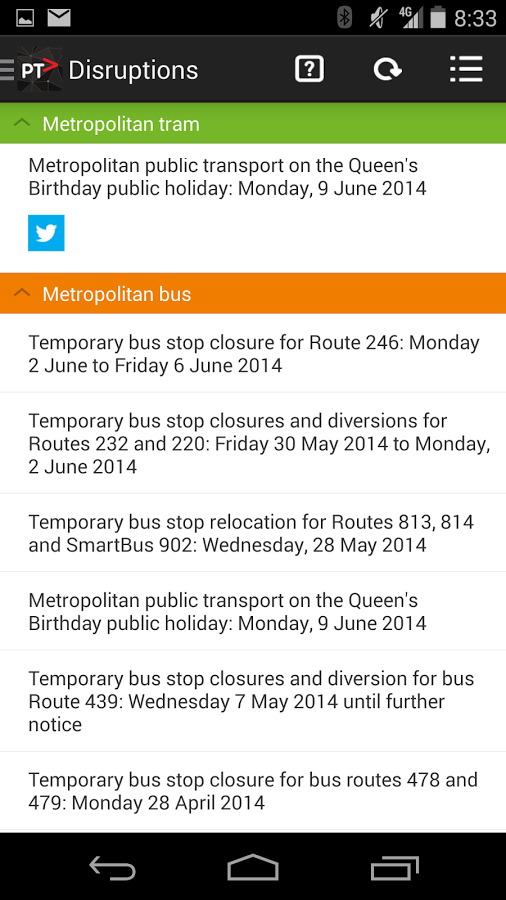 4G 8:33
PT> Disruptions ?
Metropolitan tram
Metropolitan public transport on the Queen's
Birthday public holiday: Monday, 9 June 2014
Metropolitan bus
Temporary bus stop closure for Route 246: Monday
2 June to Friday 6 June 2014
Temporary bus stop closures and diversions for
Routes 232 and 220: Friday 30 May 2014 to Monday,
2 June 2014
Temporary bus stop relocation for Routes 813, 814
and SmartBus 902: Wednesday, 28 May 2014
Metropolitan public transport on the Queen's
Birthday public holiday: Monday, 9 June 2014
Temporary bus stop closures and diversion for bus
Route 439: Wednesday 7 May 2014 until further
notice
Temporary bus stop closure for bus routes 478 and
479: Monday 28 April 2014